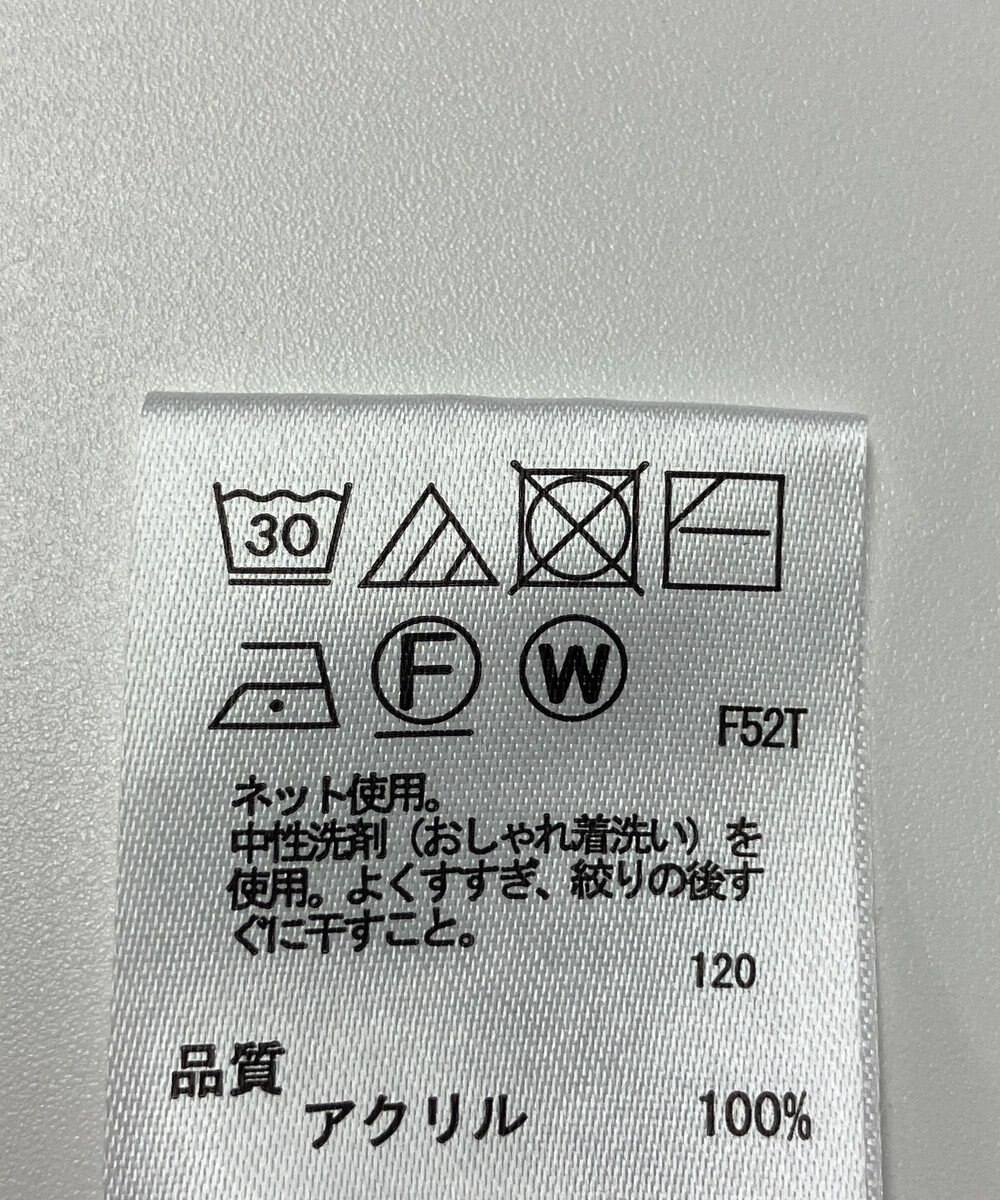 30
F W
F52T
ネット使用。
中性洗剤（おしゃれ着洗い）を
使用。よくすすぎ、絞りの後す
ぐに干すこと。
120
品質
アクリル 100%